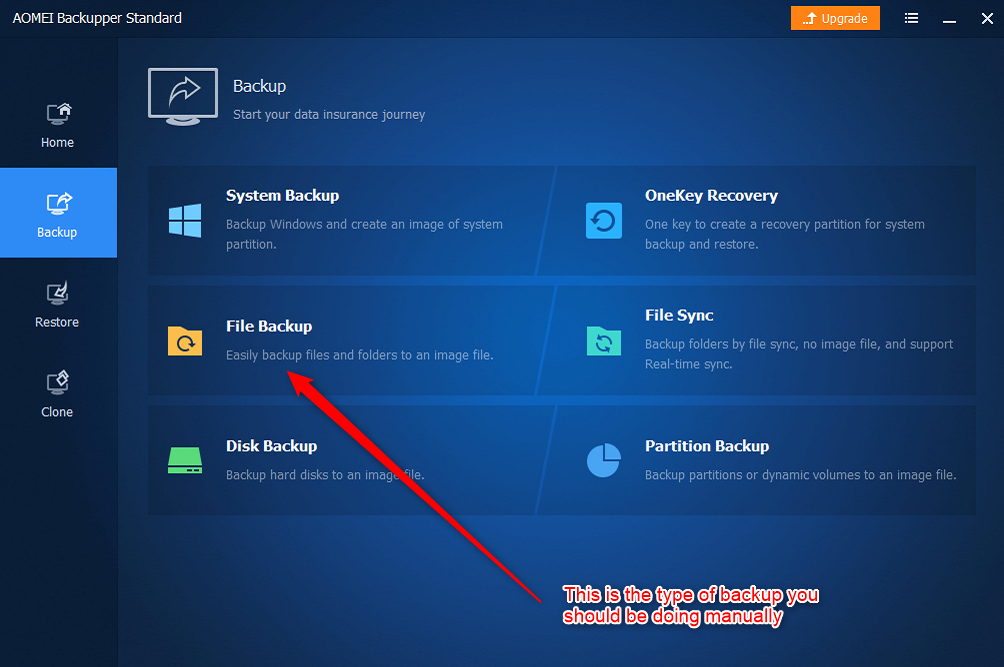 AOMEI Backupper Standard
Upgrade
Home
Backup
Restore
Clone
Backup
Start your data insurance journey
System Backup
Backup Windows and create an image of system
partition.
OneKey Recovery
One key to create a recovery partition for system
backup and restore.
File Backup
Easily backup files and folders to an image file.
File Sync
Backup folders by file sync, no image file, and support
Real-time sync.
Disk Backup
Backup hard disks to an image file.
Partition Backup
Backup partitions or dynamic volumes to an image file.
This is the type of backup you
should be doing manually